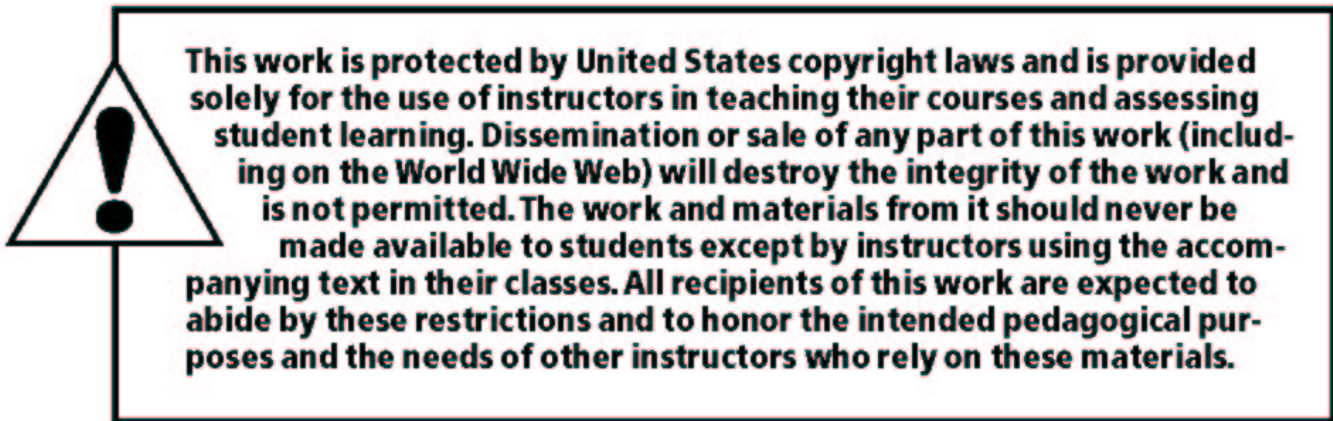 This work is protected by United States copyright laws and is provided
solely for the use of instructors in teaching their courses and assessing
student learning. Dissemination or sale of any part of this work (includ-
ing on the World Wide Web) will destroy the integrity of the work and
is not permitted. The work and materials from it should never be
made available to students except by instructors using the accom-
panying text in their classes. All recipients of this work are expected to
abide by these restrictions and to honor the intended pedagogical pur-
poses and the needs of other instructors who rely on these materials.